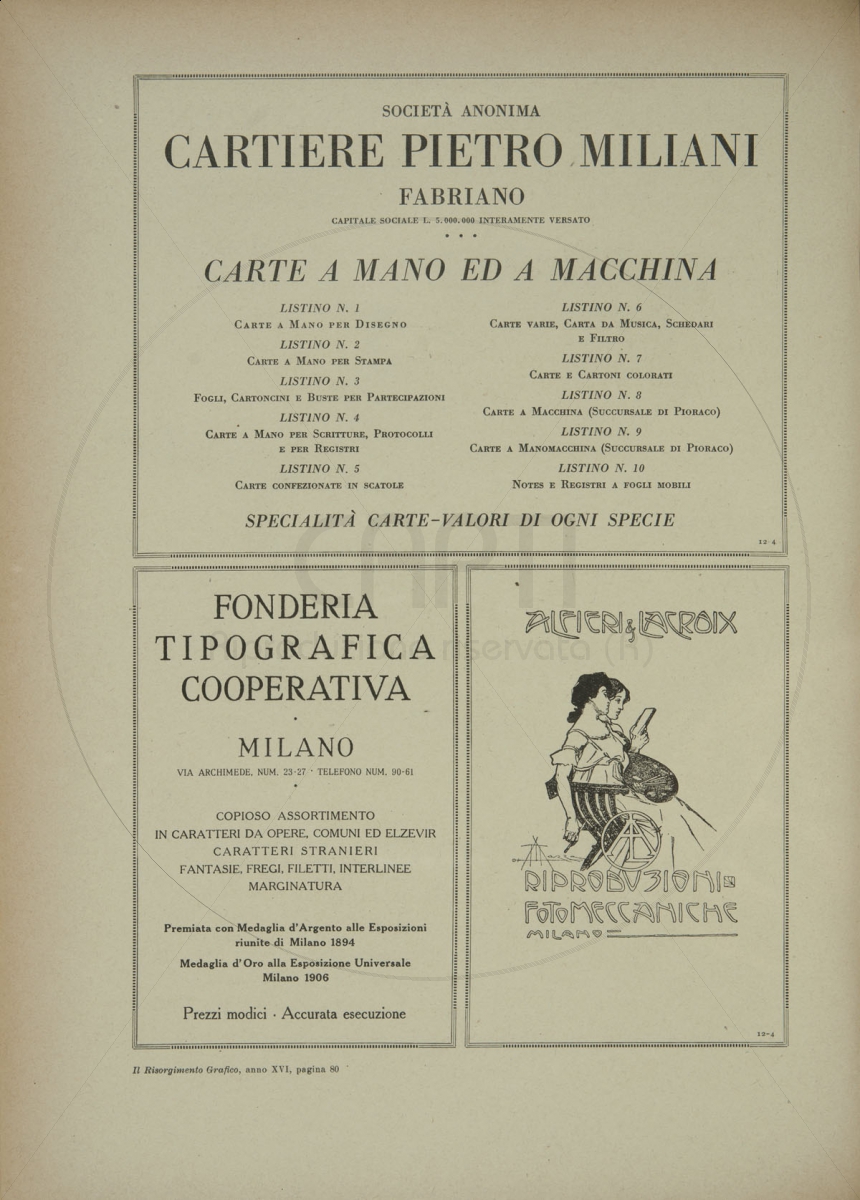 SOCIETÀ ANONIMA
CARTIERE PIETRO MILIANI
FABRIANO
CAPITALE SOCIALE L. 5.000.000 INTERAMENTE VERSATO
CARTE A MANO ED A MACCHINA
LISTINO N. 1
CARTE A MANO PER DISEGNO
LISTINO N. 2
CARTE A MANO PER STAMPA
LISTINO N. 3
FOGLI, CARTONCINI E BUSTE PER PARTECIPAZIONI
LISTINO N. 4
CARTE A MANO PER SCRITTURE, PROTOCOLLI
E PER REGISTRI
LISTINO N. 5
CARTE CONFEZIONATE IN SCATOLE
LISTINO N. 6
CARTE VARIE, CARTA DA MUSICA, SCHEDARI
E FILTRO
LISTINO N. 7
CARTE E CARTONI COLORATI
LISTINO N. 8
CARTE A MACCHINA (SUCCURSALE DI PIORACO)
LISTINO N. 9
CARTE A MANOMACCHINA (SUCCURSALE DI PIORACO)
LISTINO N. 10
NOTES E REGISTRI A FOGLI MOBILI
SPECIALITÀ CARTE-VALORI DI OGNI SPECIE
12-4
FONDERIA
TIPOGRAFICA
COOPERATIVA
MILANO
VIA ARCHIMEDE, NUM. 23-27 · TELEFONO NUM. 90-61
COPIOSO ASSORTIMENTO
IN CARATTERI DA OPERE, COMUNI ED ELZEVIR
CARATTERI STRANIERI
FANTASIE, FREGI, FILETTI, INTERLINEE
MARGINATURA
Premiata con Medaglia d'Argento alle Esposizioni
riunite di Milano 1894
Medaglia d'Oro alla Esposizione Universale
Milano 1906
Prezzi modici · Accurata esecuzione
ALFIERI & LACROIX
RIPRODUZIONI
FOTOMECCANICHE
MILANO
12-4
Il Risorgimento Grafico, anno XVI, pagina 80